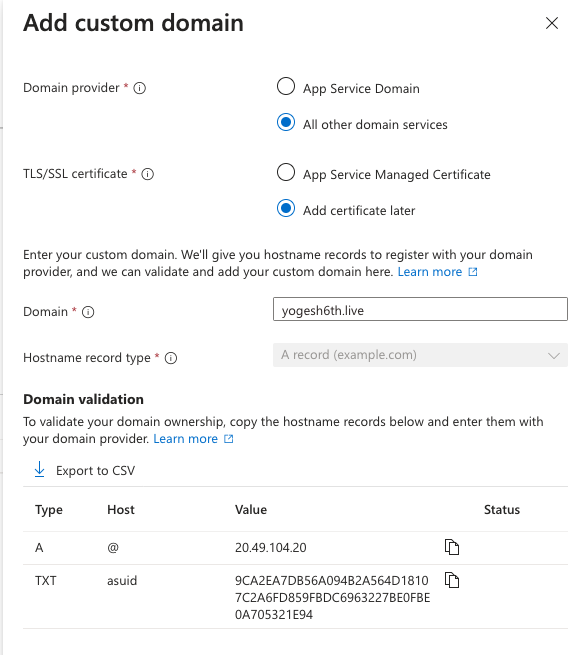 Add custom domain
Domain provider *
App Service Domain
All other domain services
TLS/SSL certificate *
App Service Managed Certificate
Add certificate later
Enter your custom domain. We'll give you hostname records to register with your domain
provider, and we can validate and add your custom domain here. Learn more
Domain *
yogesh6th.live
Hostname record type *
A record (example.com)
Domain validation
To validate your domain ownership, copy the hostname records below and enter them with
your domain provider. Learn more
Export to CSV
Type Host Value Status
A @ 20.49.104.20
TXT asuid 9CA2EA7DB56A094B2A564D1810
7C2A6FD859FBDC6963227BE0FBE
0A705321E94